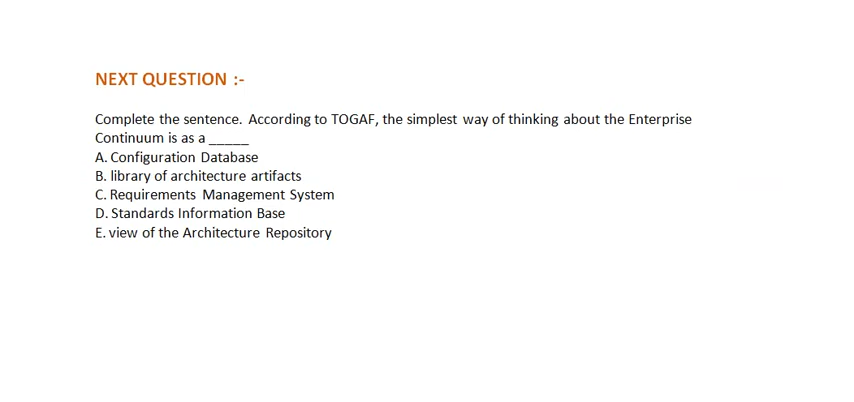 NEXT QUESTION :-
Complete the sentence. According to TOGAF, the simplest way of thinking about the Enterprise
Continuum is as a _____
A. Configuration Database
B. library of architecture artifacts
C. Requirements Management System
D. Standards Information Base
E. view of the Architecture Repository